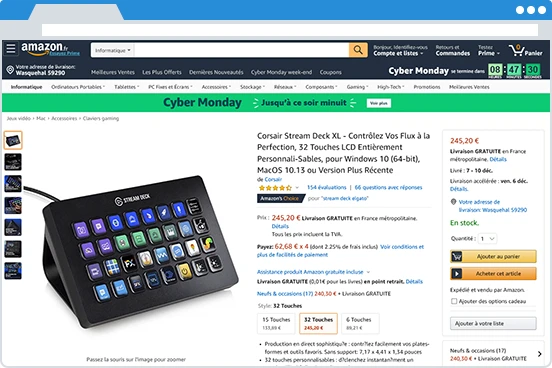 amazon.fr
Essayez Prime
Informatique
Bonjour, Identifiez-vous
Compte et listes
Retours et
Commandes
Testez
Prime
0
Panier
Votre adresse de livraison:
Wasquehal 59290
Meilleures Ventes Les Plus Offerts Dernières Nouveautés Cyber Monday week-end Coupons
Cyber Monday se termine dans 08 47 30
Informatique Ordinateurs Portables Tablettes PC Fixes et Écrans Accessoires Stockage Réseau Composants Gaming High-Tech Promotions Meilleures Ventes
Cyber Monday Jusqu'à ce soir minuit Voir plus
Jeux vidéo › Mac › Accessoires › Claviers gaming
Corsair Stream Deck XL - Contrôlez Vos Flux à la
Perfection, 32 Touches LCD Entièrement
Personnali-Sables, pour Windows 10 (64-bit),
MacOS 10.13 ou Version Plus Récente
de Corsair
154 évaluations | 66 questions avec réponses
Amazon's Choice pour "stream deck elgato"
Prix : 245,20 € Livraison GRATUITE en France métropolitaine.
Détails
Tous les prix incluent la TVA.
Payez: 62,68 € x 4 (dont 2.25% de frais inclus) Voir conditions et
plus de facilités de paiement
Assistance produit Amazon gratuite incluse
Livraison GRATUITE (0,01€ pour les livres) en point retrait. Détails
Neufs & occasions (17) 240,30 € + Livraison
GRATUITE
Style: 32 Touches
15 Touches
133,89 €
32 Touches
245,20 €
6 Touches
89,21 €
• Production en direct sophistiqu?e : contr?lez facilement vos plates-
formes et outils favoris. Sans support: 7,17 x 4,41 x 1,34 pouces
• 32 touches personnalisables : d?clenchez instantan?ment un
STREAM DECK
Passez la souris sur l'image pour zoomer
245,20 €
Livraison GRATUITE en France
métropolitaine. Détails
Livré : 7 - 10 déc.
Livraison accélérée : ven. 6 déc.
Détails
Votre adresse de
livraison Wasquehal 59290
En stock.
Quantité : 1
Ajouter au panier
Acheter cet article
Expédié et vendu par Amazon.
Ajouter des options cadeau
Ajouter à votre liste
Neufs & occasions (17)
240,30 € + Livraison GRATUITE